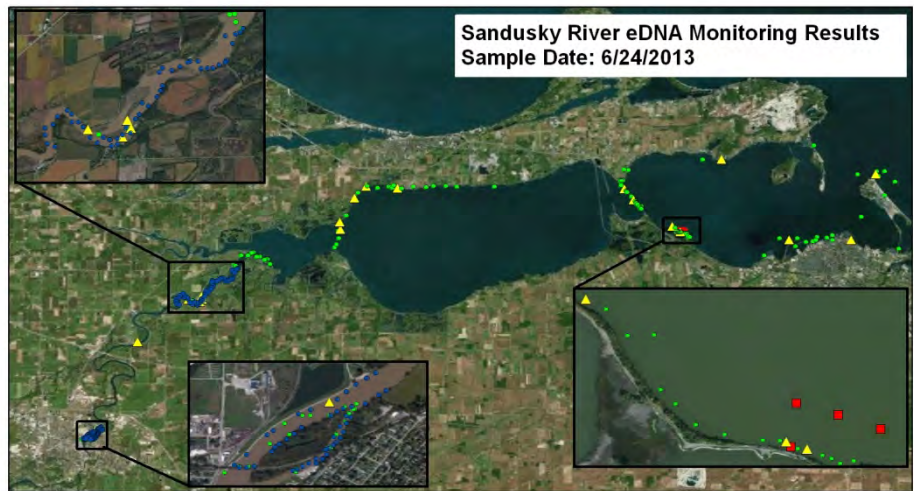 Sandusky River eDNA Monitoring Results
Sample Date: 6/24/2013